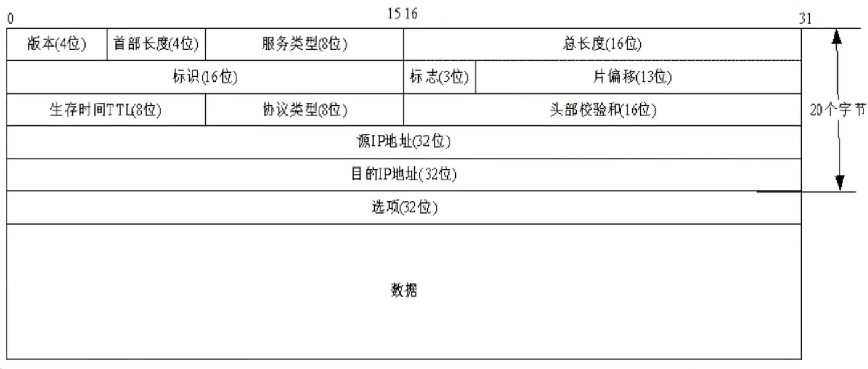 0 15 16 31
版本(4位) 首部长度(4位) 服务类型(8位) 总长度(16位)
标识(16位) 标志(3位) 片偏移(13位)
生存时间TTL(8位) 协议类型(8位) 头部校验和(16位)
20个字节
源IP地址(32位)
目的IP地址(32位)
选项(32位)
数据